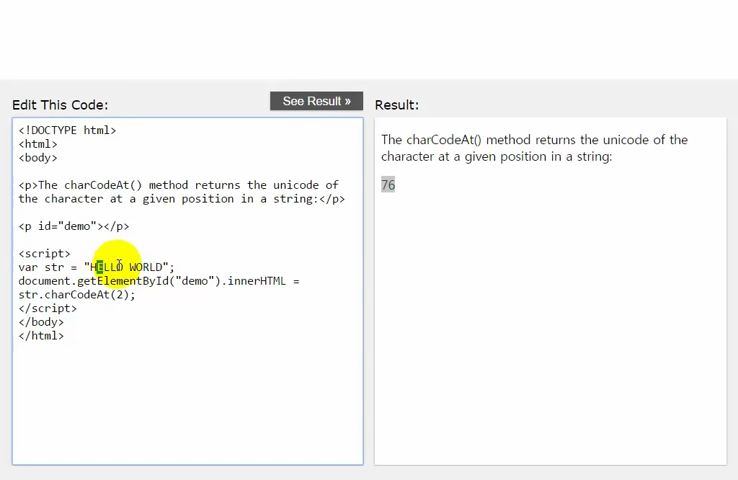 Edit This Code:
See Result »
Result:
<!DOCTYPE html>
<html>
<body>
<p>The charCodeAt() method returns the unicode of
the character at a given position in a string:</p>
<p id="demo"></p>
<script>
var str = "HELLO WORLD";
document.getElementById("demo").innerHTML =
str.charCodeAt(2);
</script>
</body>
</html>
The charCodeAt() method returns the unicode of the
character at a given position in a string:
76